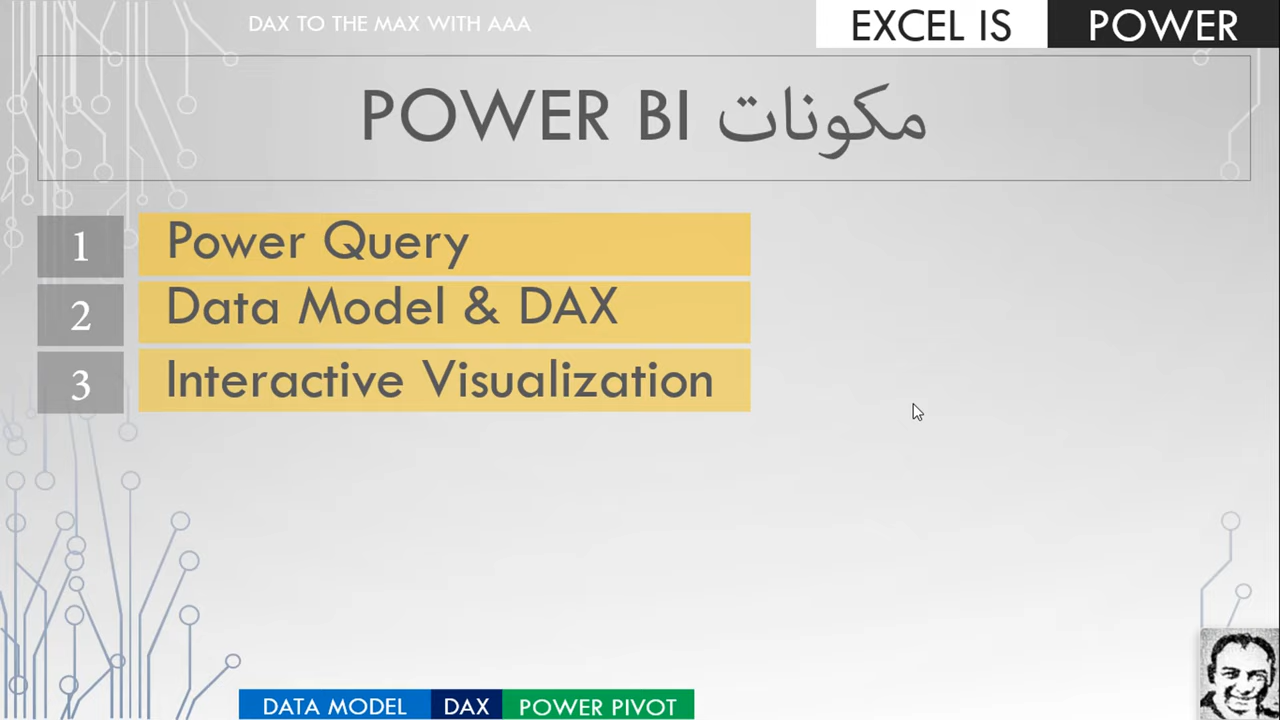 DAX TO THE MAX WITH AAA
EXCEL IS POWER
مكونات POWER BI
1 Power Query
2 Data Model & DAX
3 Interactive Visualization
DATA MODEL DAX POWER PIVOT